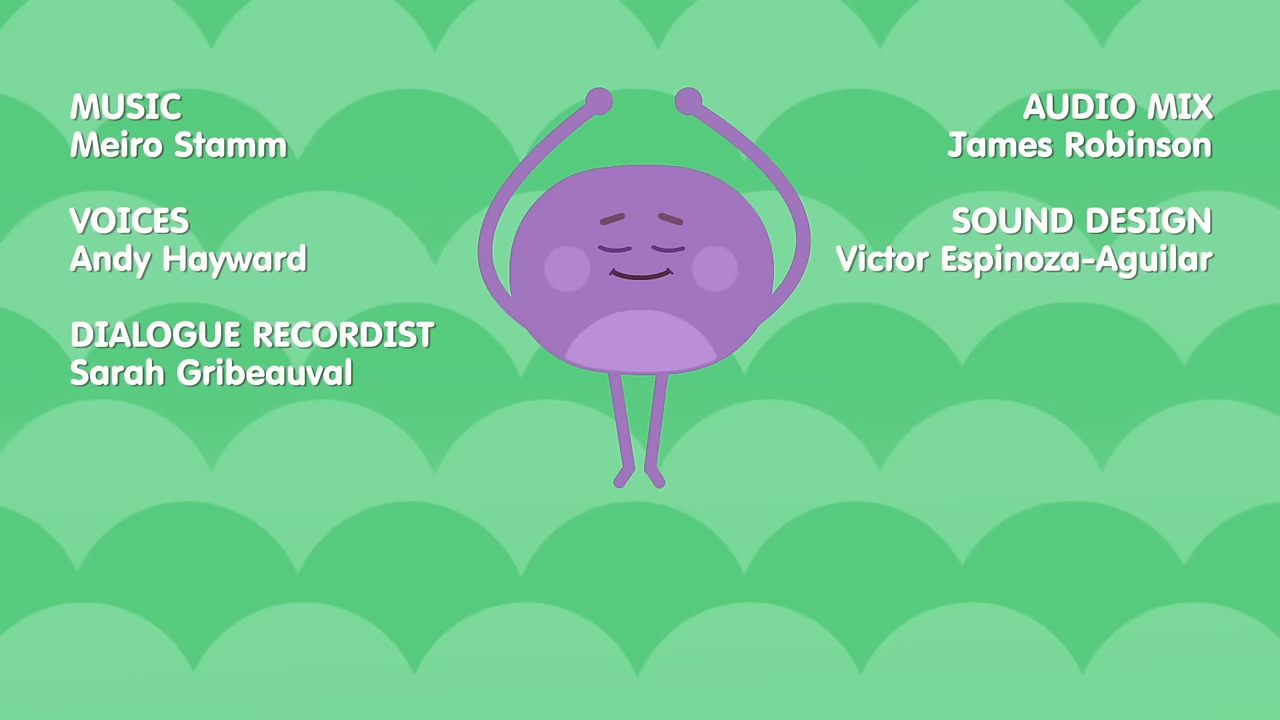 MUSIC
Meiro Stamm
VOICES
Andy Hayward
DIALOGUE RECORDIST
Sarah Gribeauval
AUDIO MIX
James Robinson
SOUND DESIGN
Victor Espinoza-Aguilar